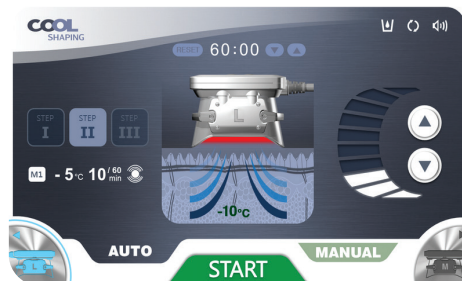 COOL
SHAPING
RESET 60:00
STEP
I
STEP
II
STEP
III
L
M1 - 5°C 10/60 min
-10°C
AUTO
MANUAL
START
L
M